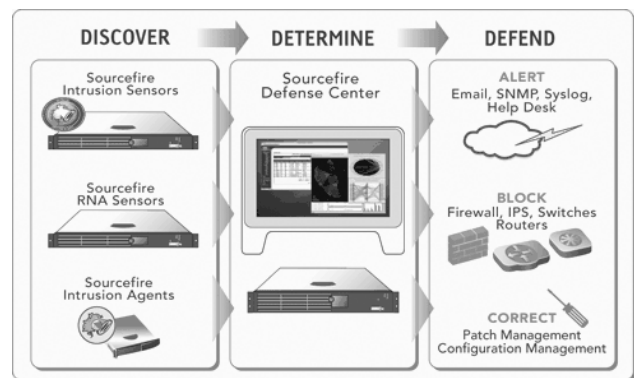 DISCOVER
DETERMINE
DEFEND
Sourcefire
Intrusion Sensors
Sourcefire
RNA Sensors
Sourcefire
Intrusion Agents
Sourcefire
Defense Center
ALERT
Email, SNMP, Syslog,
Help Desk
BLOCK
Firewall, IPS, Switches
Routers
CORRECT
Patch Management
Configuration Management